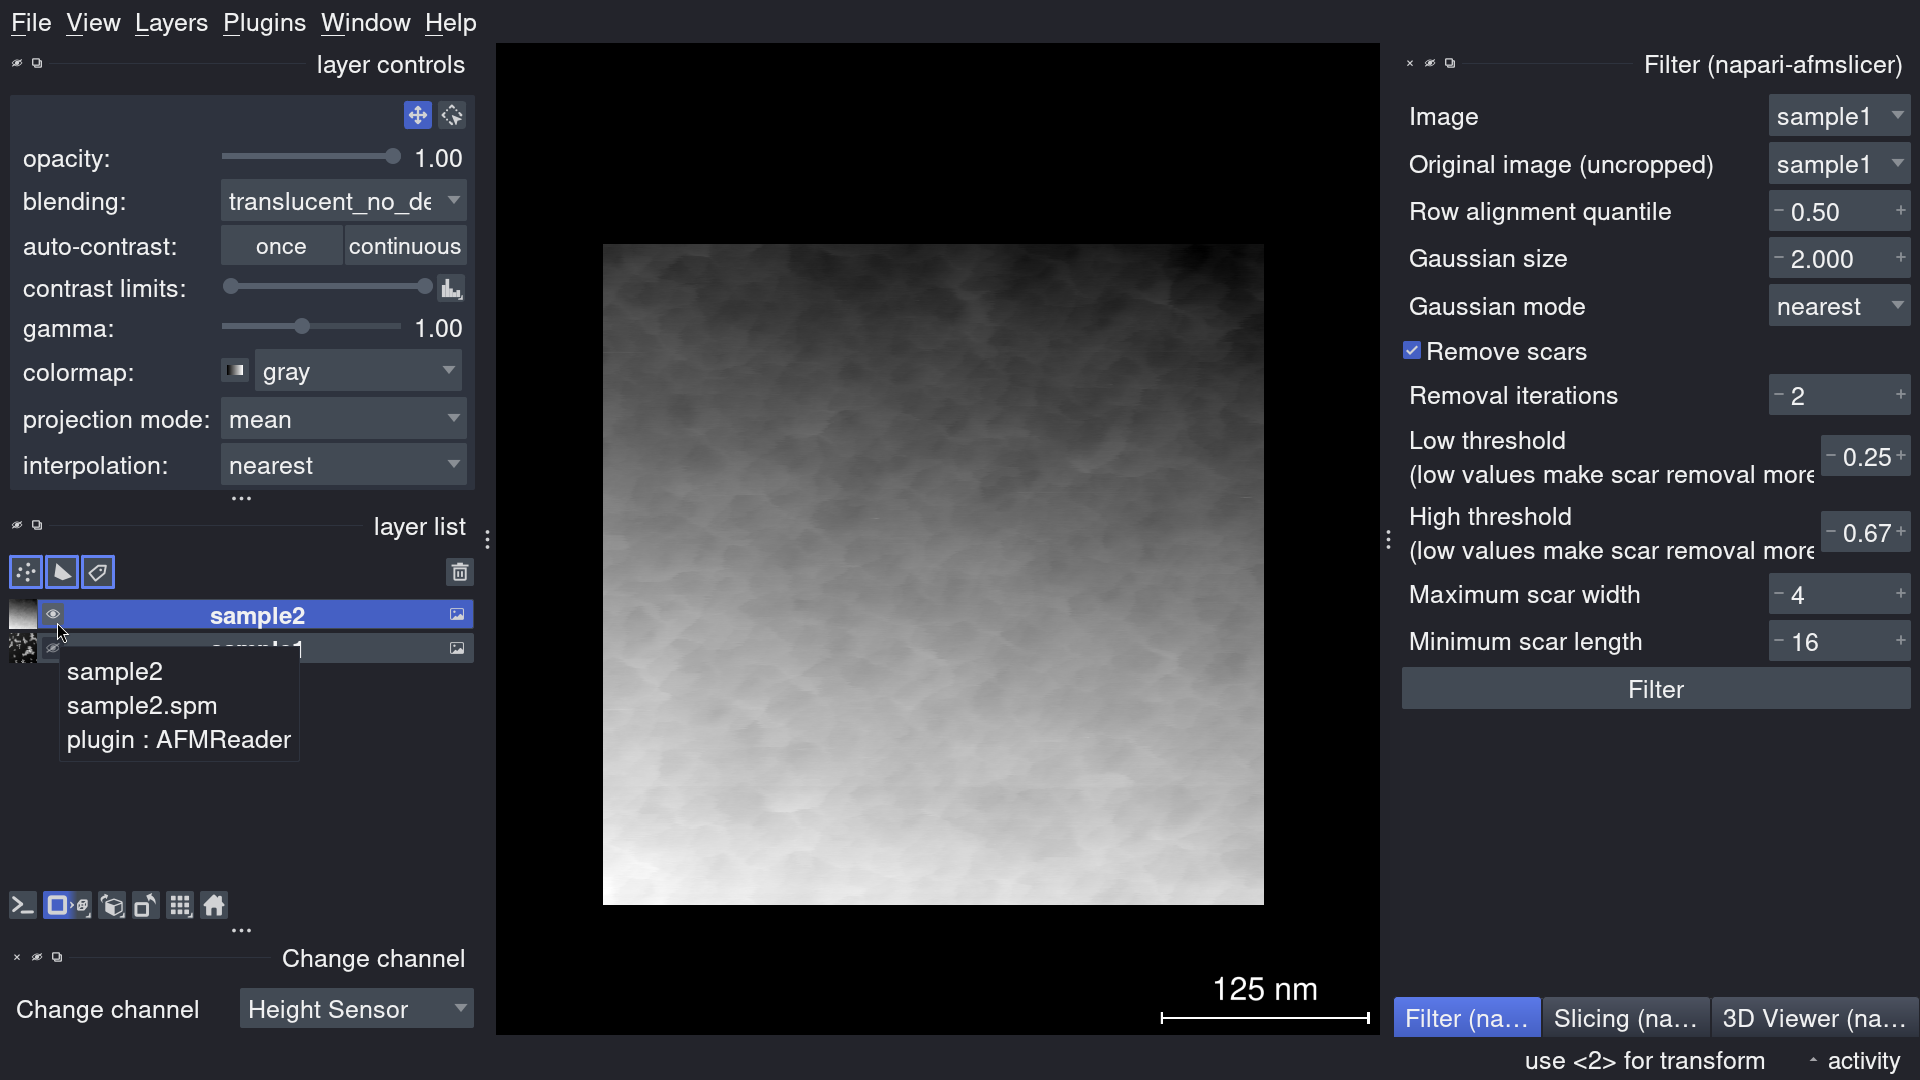 File View Layers Plugins Window Help
layer controls
opacity: 1.00
blending: translucent_no_de
auto-contrast: once continuous
contrast limits:
gamma: 1.00
colormap: gray
projection mode: mean
interpolation: nearest
layer list
sample2
sample1
sample2
sample2.spm
plugin : AFMReader
Change channel
Change channel Height Sensor
125 nm
Filter (napari-afmslicer)
Image sample1
Original image (uncropped) sample1
Row alignment quantile 0.50
Gaussian size 2.000
Gaussian mode nearest
Remove scars
Removal iterations 2
Low threshold
(low values make scar removal more 0.25
High threshold
(low values make scar removal more 0.67
Maximum scar width 4
Minimum scar length 16
Filter
Filter (na... Slicing (na... 3D Viewer (na...
use <2> for transform activity